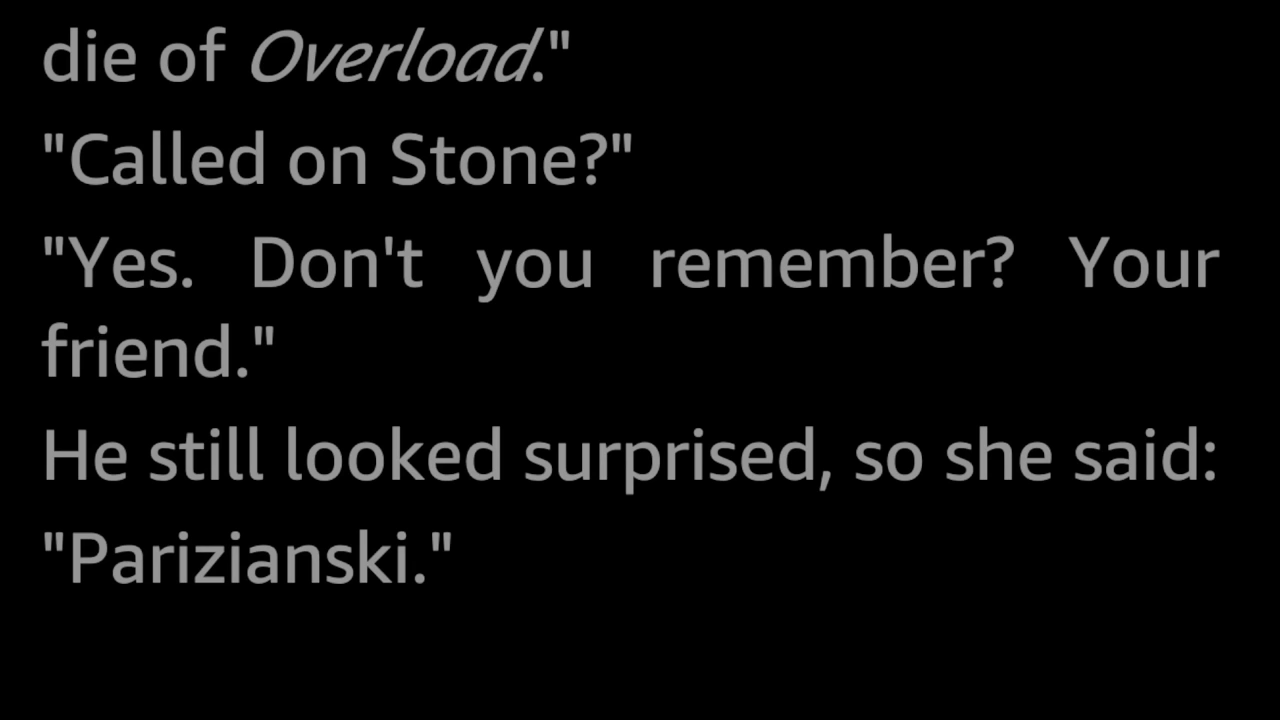 die of Overload."
"Called on Stone?"
"Yes. Don't you remember? Your
friend."
He still looked surprised, so she said:
"Parizianski."